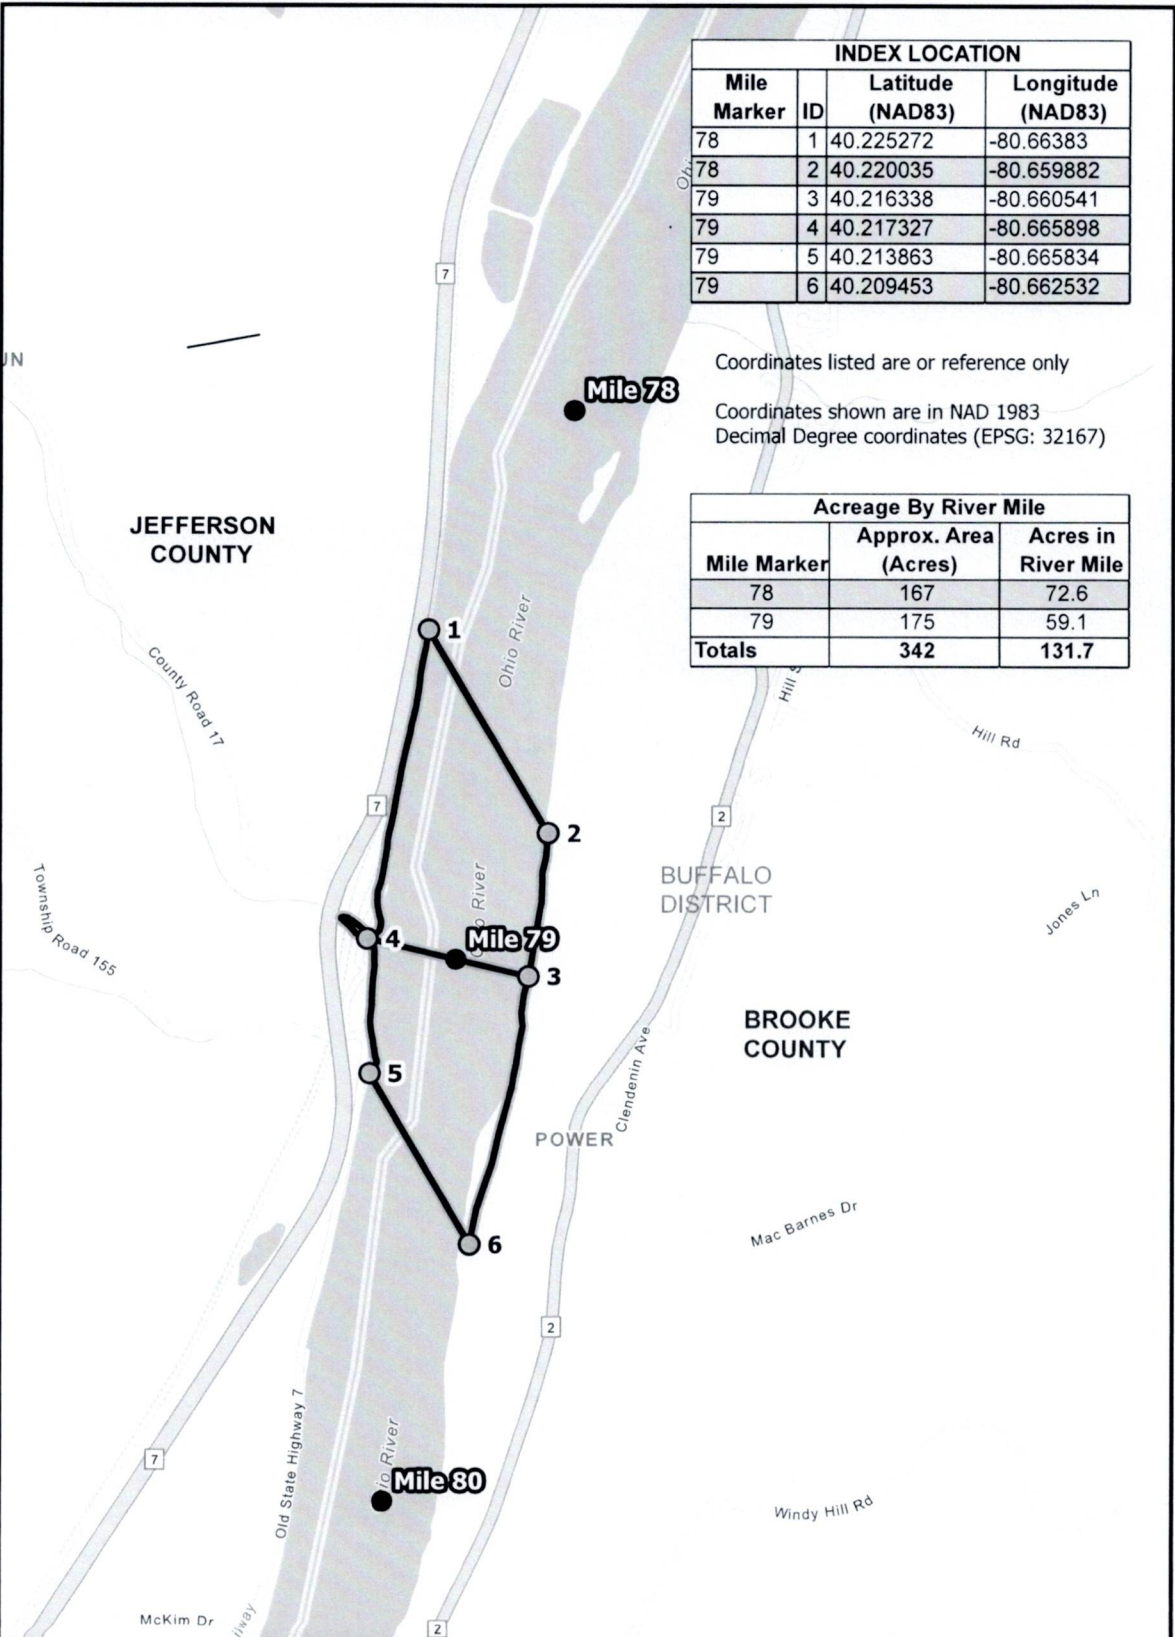 INDEX LOCATION
Mile Marker ID Latitude (NAD83) Longitude (NAD83)
78 1 40.225272 -80.66383
78 2 40.220035 -80.659882
79 3 40.216338 -80.660541
79 4 40.217327 -80.665898
79 5 40.213863 -80.665834
79 6 40.209453 -80.662532
7
Mile 78
Coordinates listed are or reference only
Coordinates shown are in NAD 1983
Decimal Degree coordinates (EPSG: 32167)
Acreage By River Mile
Mile Marker Approx. Area (Acres) Acres in River Mile
78 167 72.6
79 175 59.1
Totals 342 131.7
JEFFERSON
COUNTY
Ohio River
1
County Road 17
Hill
Hill Rd
7
2
2
BUFFALO
DISTRICT
Township Road 155
Jones Ln
River
4
Mile 79
3
BROOKE
COUNTY
5
Clendenin Ave
POWER
Mac Barnes Dr
6
2
Old State Highway 7
7
River
Mile 80
Windy Hill Rd
McKim Dr
2